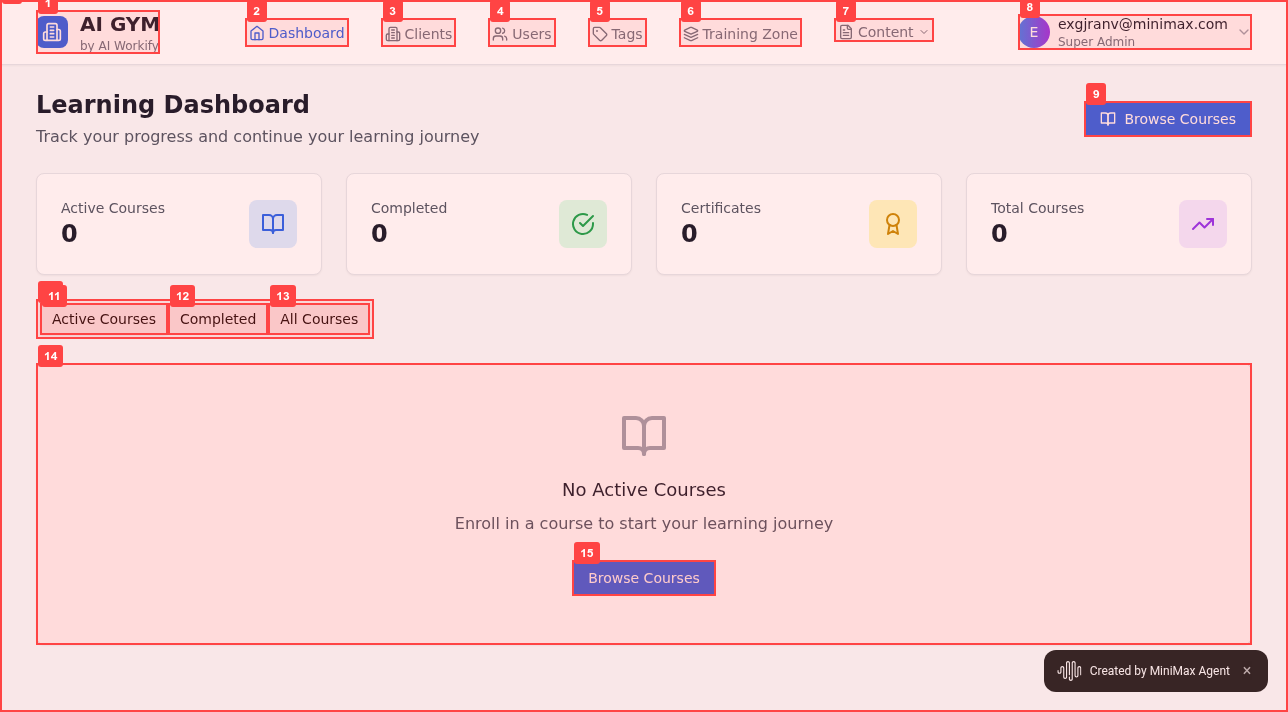 1
AI GYM
by AI Workify
2
Dashboard
3
Clients
4
Users
5
Tags
6
Training Zone
7
Content
8
E
exgjranv@minimax.com
Super Admin
Learning Dashboard
Track your progress and continue your learning journey
9
Browse Courses
Active Courses
0
Completed
0
Certificates
0
Total Courses
0
11
Active Courses
12
Completed
13
All Courses
14
No Active Courses
Enroll in a course to start your learning journey
15
Browse Courses
Created by MiniMax Agent ×